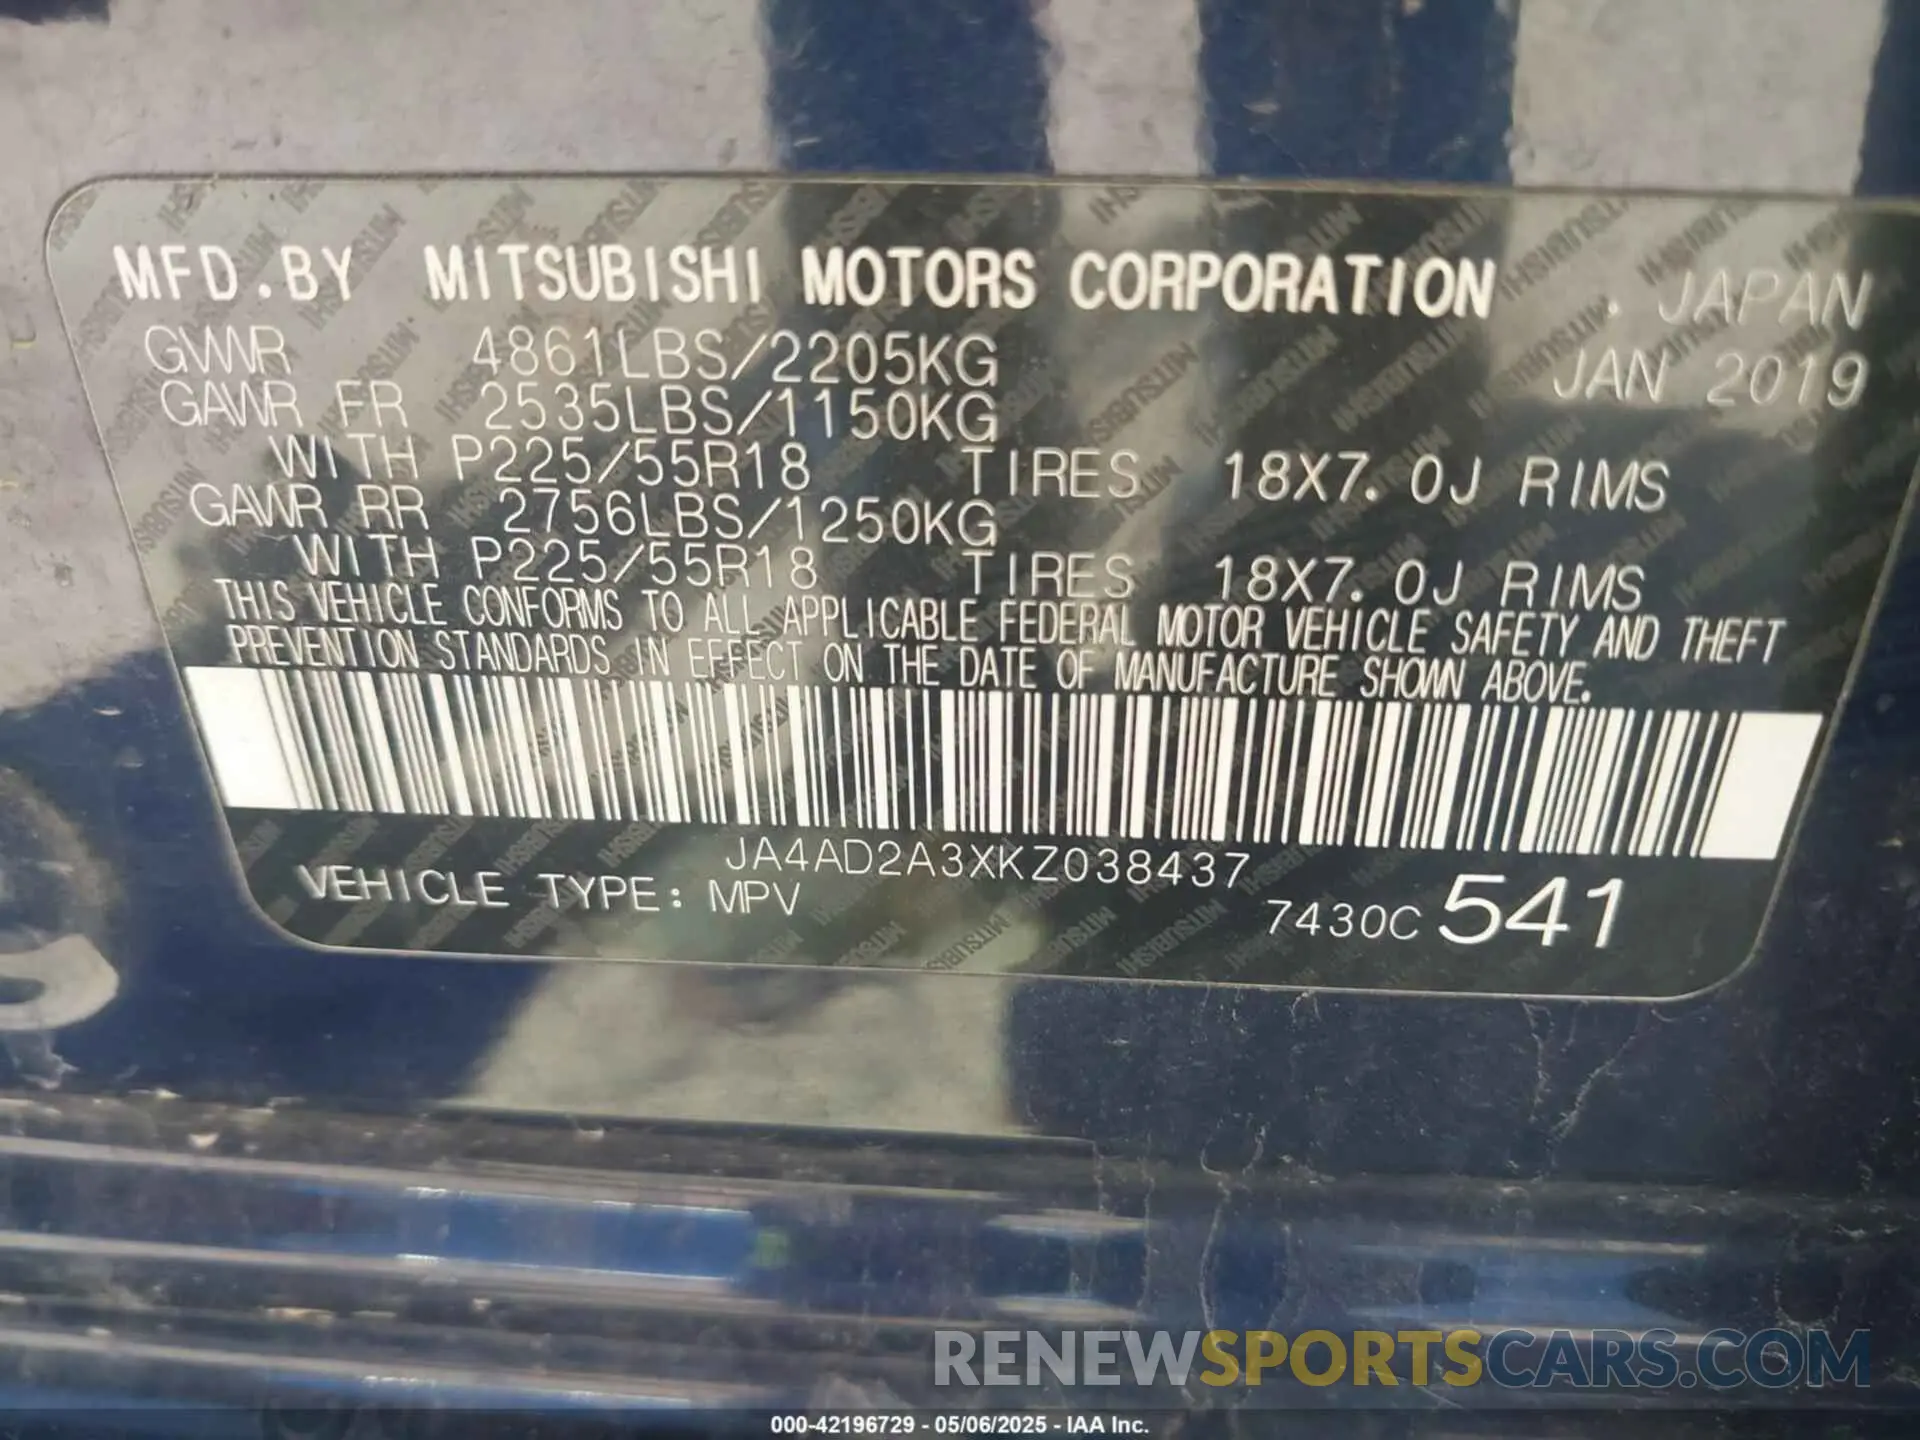 MFD.BY MITSUBISHI MOTORS CORPORATION . JAPAN
GVWR 4861LBS/2205KG JAN 2019
GAWR FR 2535LBS/1150KG
WITH P225/55R18 TIRES 18X7.0J RIMS
GAWR RR 2756LBS/1250KG
WITH P225/55R18 TIRES 18X7.0J RIMS
THIS VEHICLE CONFORMS TO ALL APPLICABLE FEDERAL MOTOR VEHICLE SAFETY AND THEFT
PREVENTION STANDARDS IN EFFECT ON THE DATE OF MANUFACTURE SHOWN ABOVE.
JA4AD2A3XKZ038437
VEHICLE TYPE: MPV 7430C 541
RENEWSPORTSCARS.COM
000-42196729 - 05/06/2025 - IAA Inc.